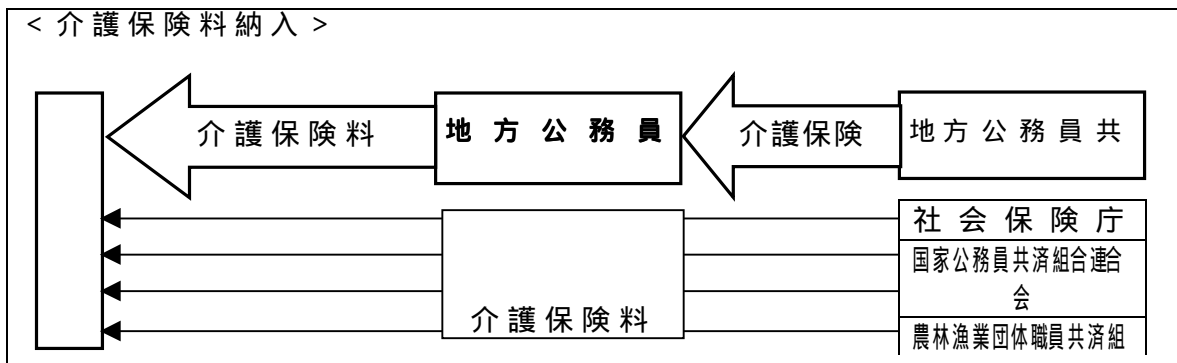 <介護保険料納入>
介護保険料
地方公務員
介護保険
地方公務員共
社会保険庁
国家公務員共済組合連合
会
介護保険料
農林漁業団体職員共済組